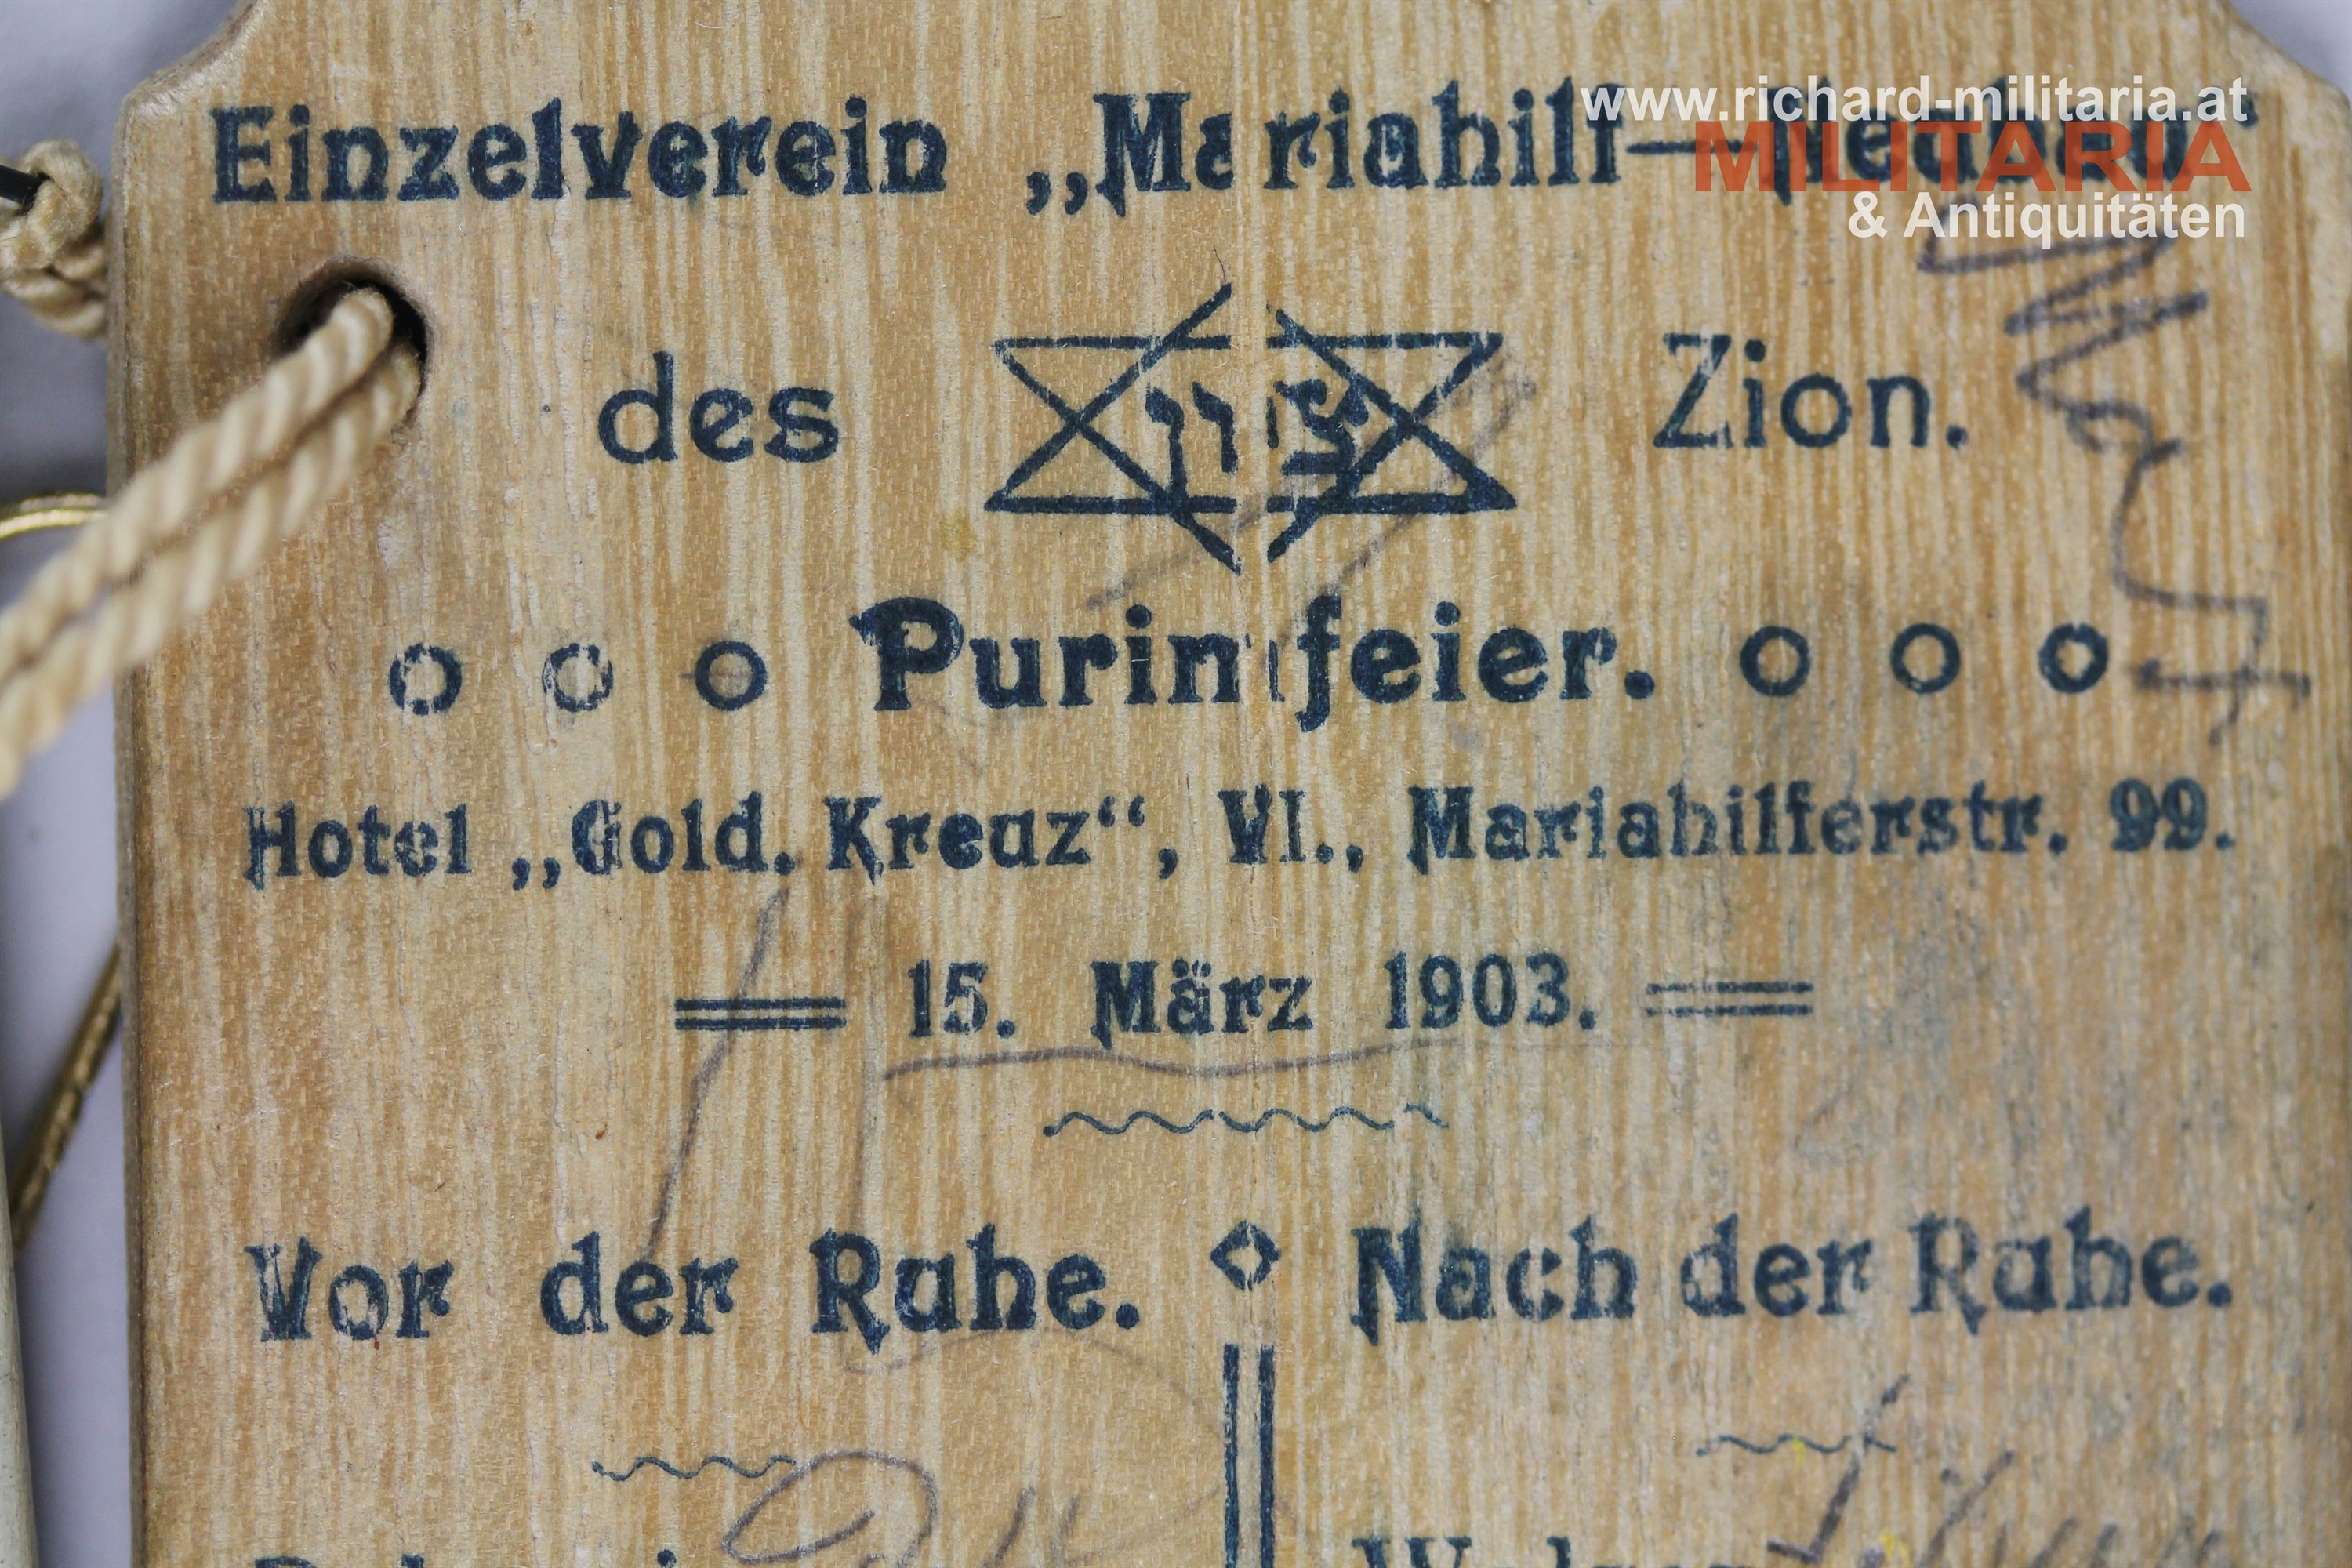 www.richard-militaria.at
MILITARIA
& Antiquitäten
Einzelverein „Mariahilf—Neubau“
des ציון Zion.
o o o Purimfeier. o o o
Hotel „Gold. Kreuz“, VI., Mariahilferstr. 99.
15. März 1903.
Vor der Ruhe. Nach der Ruhe.